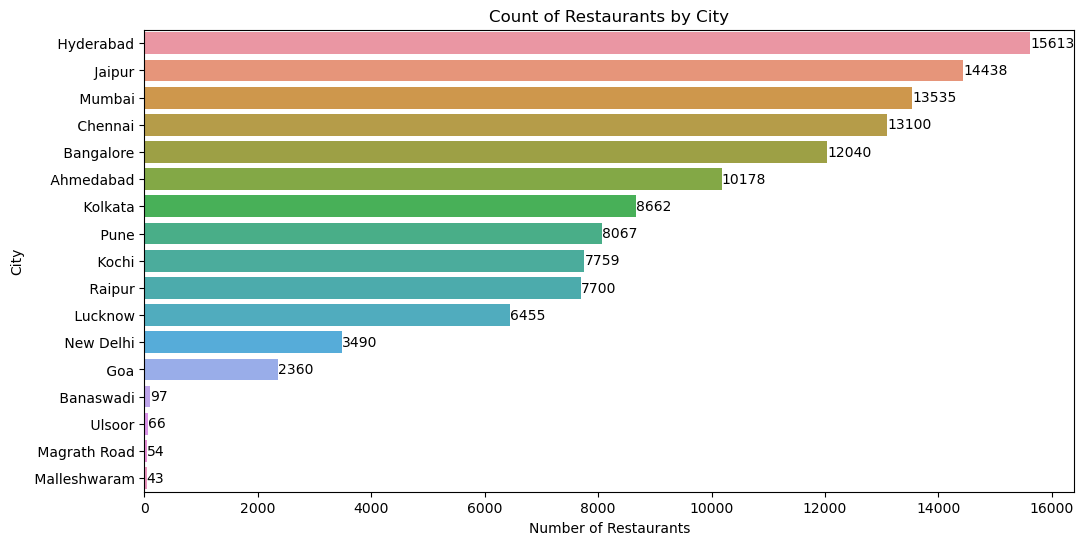 Count of Restaurants by City
Hyderabad 15613
Jaipur 14438
Mumbai 13535
Chennai 13100
Bangalore 12040
Ahmedabad 10178
Kolkata 8662
Pune 8067
Kochi 7759
Raipur 7700
Lucknow 6455
New Delhi 3490
Goa 2360
Banaswadi 97
Ulsoor 66
Magrath Road 54
Malleshwaram 43
City
0 2000 4000 6000 8000 10000 12000 14000 16000
Number of Restaurants